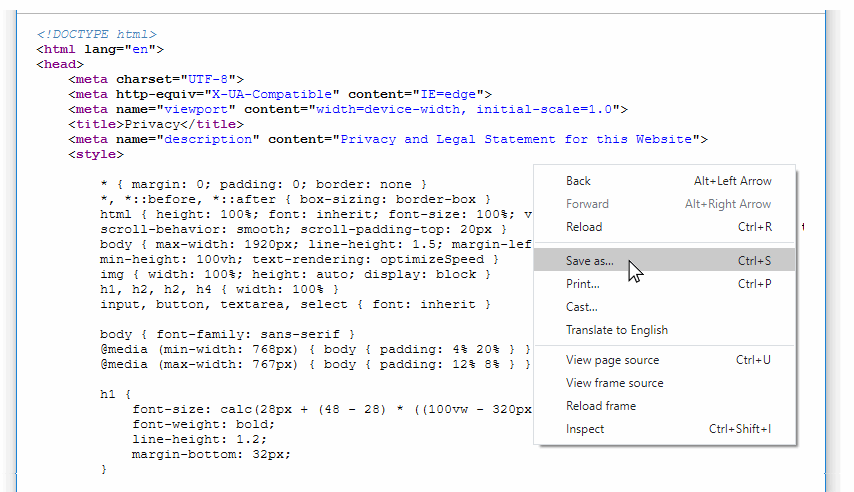 <!DOCTYPE html>
<html lang="en">
<head>
<meta charset="UTF-8">
<meta http-equiv="X-UA-Compatible" content="IE=edge">
<meta name="viewport" content="width=device-width, initial-scale=1.0">
<title>Privacy</title>
<meta name="description" content="Privacy and Legal Statement for this Website">
<style>
* { margin: 0; padding: 0; border: none }
*, *::before, *::after { box-sizing: border-box }
html { height: 100%; font: inherit; font-size: 100%; v
scroll-behavior: smooth; scroll-padding-top: 20px }
body { max-width: 1920px; line-height: 1.5; margin-lef
min-height: 100vh; text-rendering: optimizeSpeed }
img { width: 100%; height: auto; display: block }
h1, h2, h2, h4 { width: 100% }
input, button, textarea, select { font: inherit }
body { font-family: sans-serif }
@media (min-width: 768px) { body { padding: 4% 20% } }
@media (max-width: 767px) { body { padding: 12% 8% } }
h1 {
font-size: calc(28px + (48 - 28) * ((100vw - 320px
font-weight: bold;
line-height: 1.2;
margin-bottom: 32px;
}
Back Alt+Left Arrow
Forward Alt+Right Arrow
Reload Ctrl+R
Save as... Ctrl+S
Print... Ctrl+P
Cast...
Translate to English
View page source Ctrl+U
View frame source
Reload frame
Inspect Ctrl+Shift+I